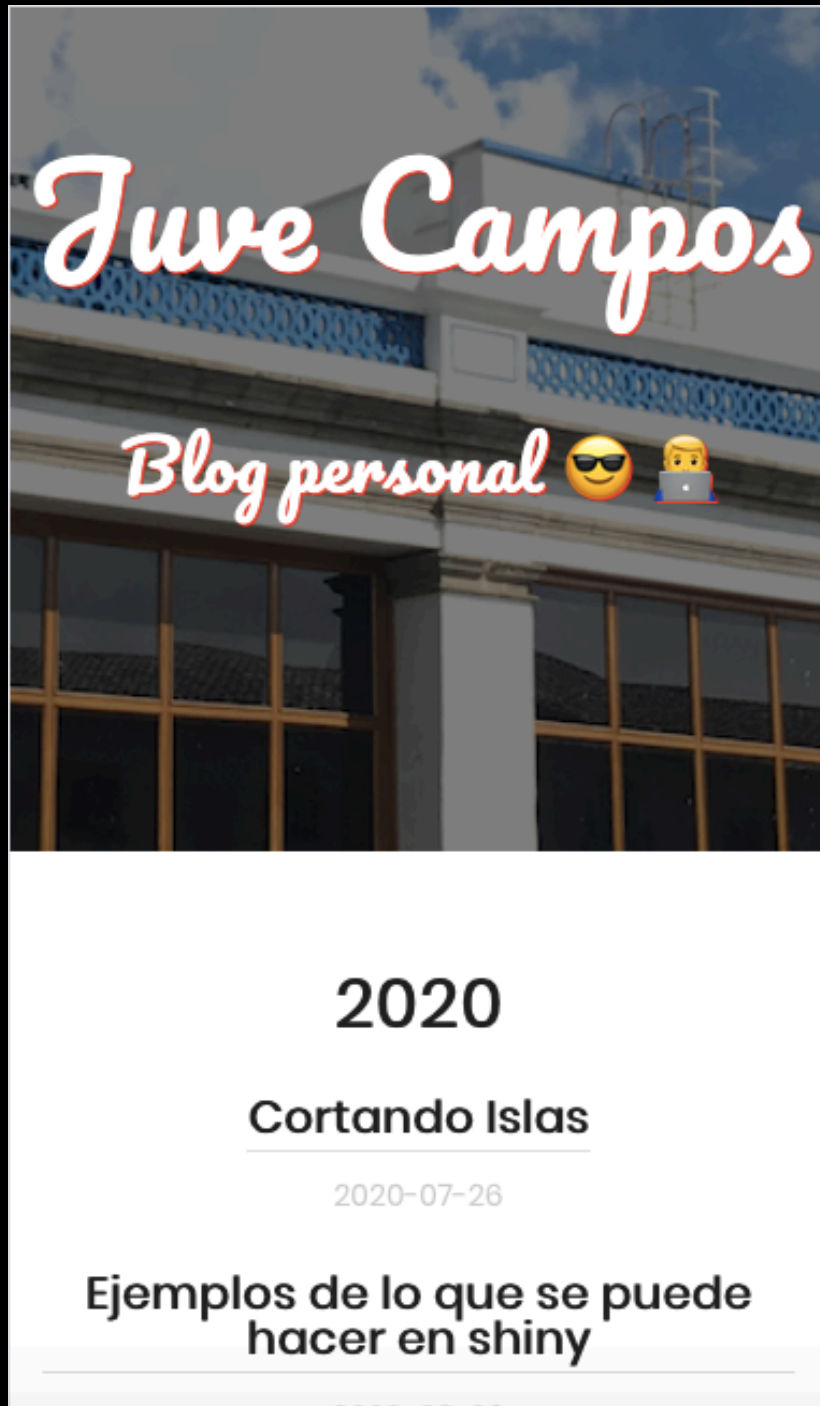 Juve Campos
Blog personal 😎 👨‍💻
2020
Cortando Islas
2020-07-26
Ejemplos de lo que se puede
hacer en shiny